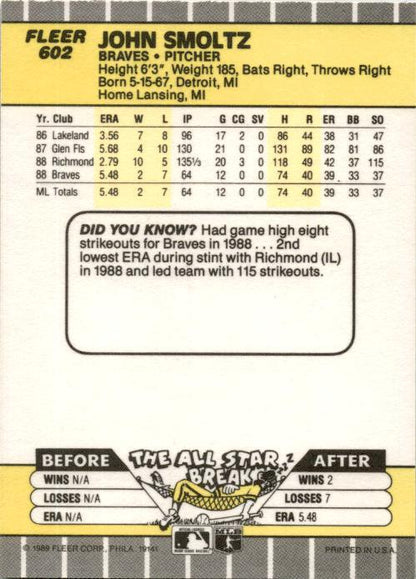 FLEER
602
JOHN SMOLTZ
BRAVES • PITCHER
Height 6'3", Weight 185, Bats Right, Throws Right
Born 5-15-67, Detroit, MI
Home Lansing, MI
Yr. Club ERA W L IP G CG SV H R ER BB SO
86 Lakeland 3.56 7 8 96 17 2 0 86 44 38 31 47
87 Glen Fls 5.68 4 10 130 21 0 0 131 89 82 81 86
88 Richmond 2.79 10 5 135⅓ 20 3 0 118 49 42 37 115
88 Braves 5.48 2 7 64 12 0 0 74 40 39 33 37
ML Totals 5.48 2 7 64 12 0 0 74 40 39 33 37
DID YOU KNOW? Had game high eight
strikeouts for Braves in 1988 . . . 2nd
lowest ERA during stint with Richmond (IL)
in 1988 and led team with 115 strikeouts.
BEFORE THE ALL STAR BREAK AFTER
Z Z Z
WINS N/A WINS 2
LOSSES N/A LOSSES 7
ERA N/A ERA 5.48
MLB
© 1989 FLEER CORP., PHILA. 19141 PRINTED IN U.S.A.